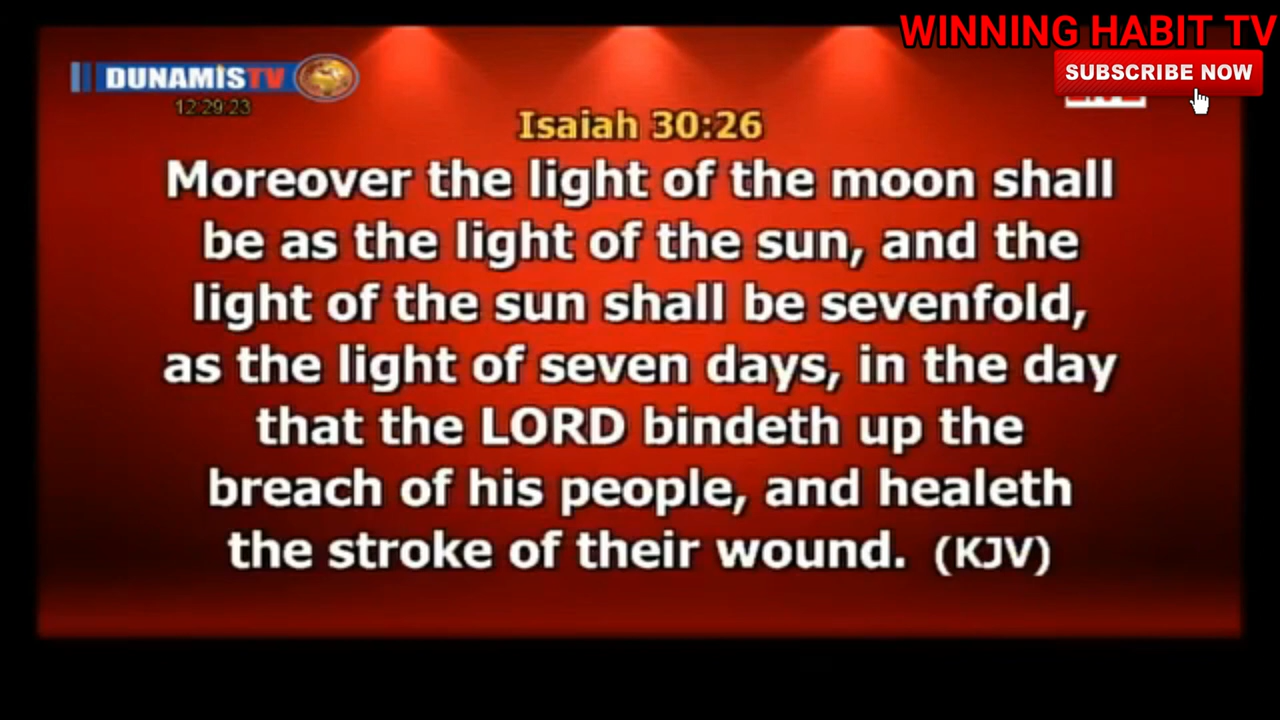 WINNING HABIT TV
SUBSCRIBE NOW
DUNAMIS TV
12:29:23
Isaiah 30:26
Moreover the light of the moon shall
be as the light of the sun, and the
light of the sun shall be sevenfold,
as the light of seven days, in the day
that the LORD bindeth up the
breach of his people, and healeth
the stroke of their wound. (KJV)